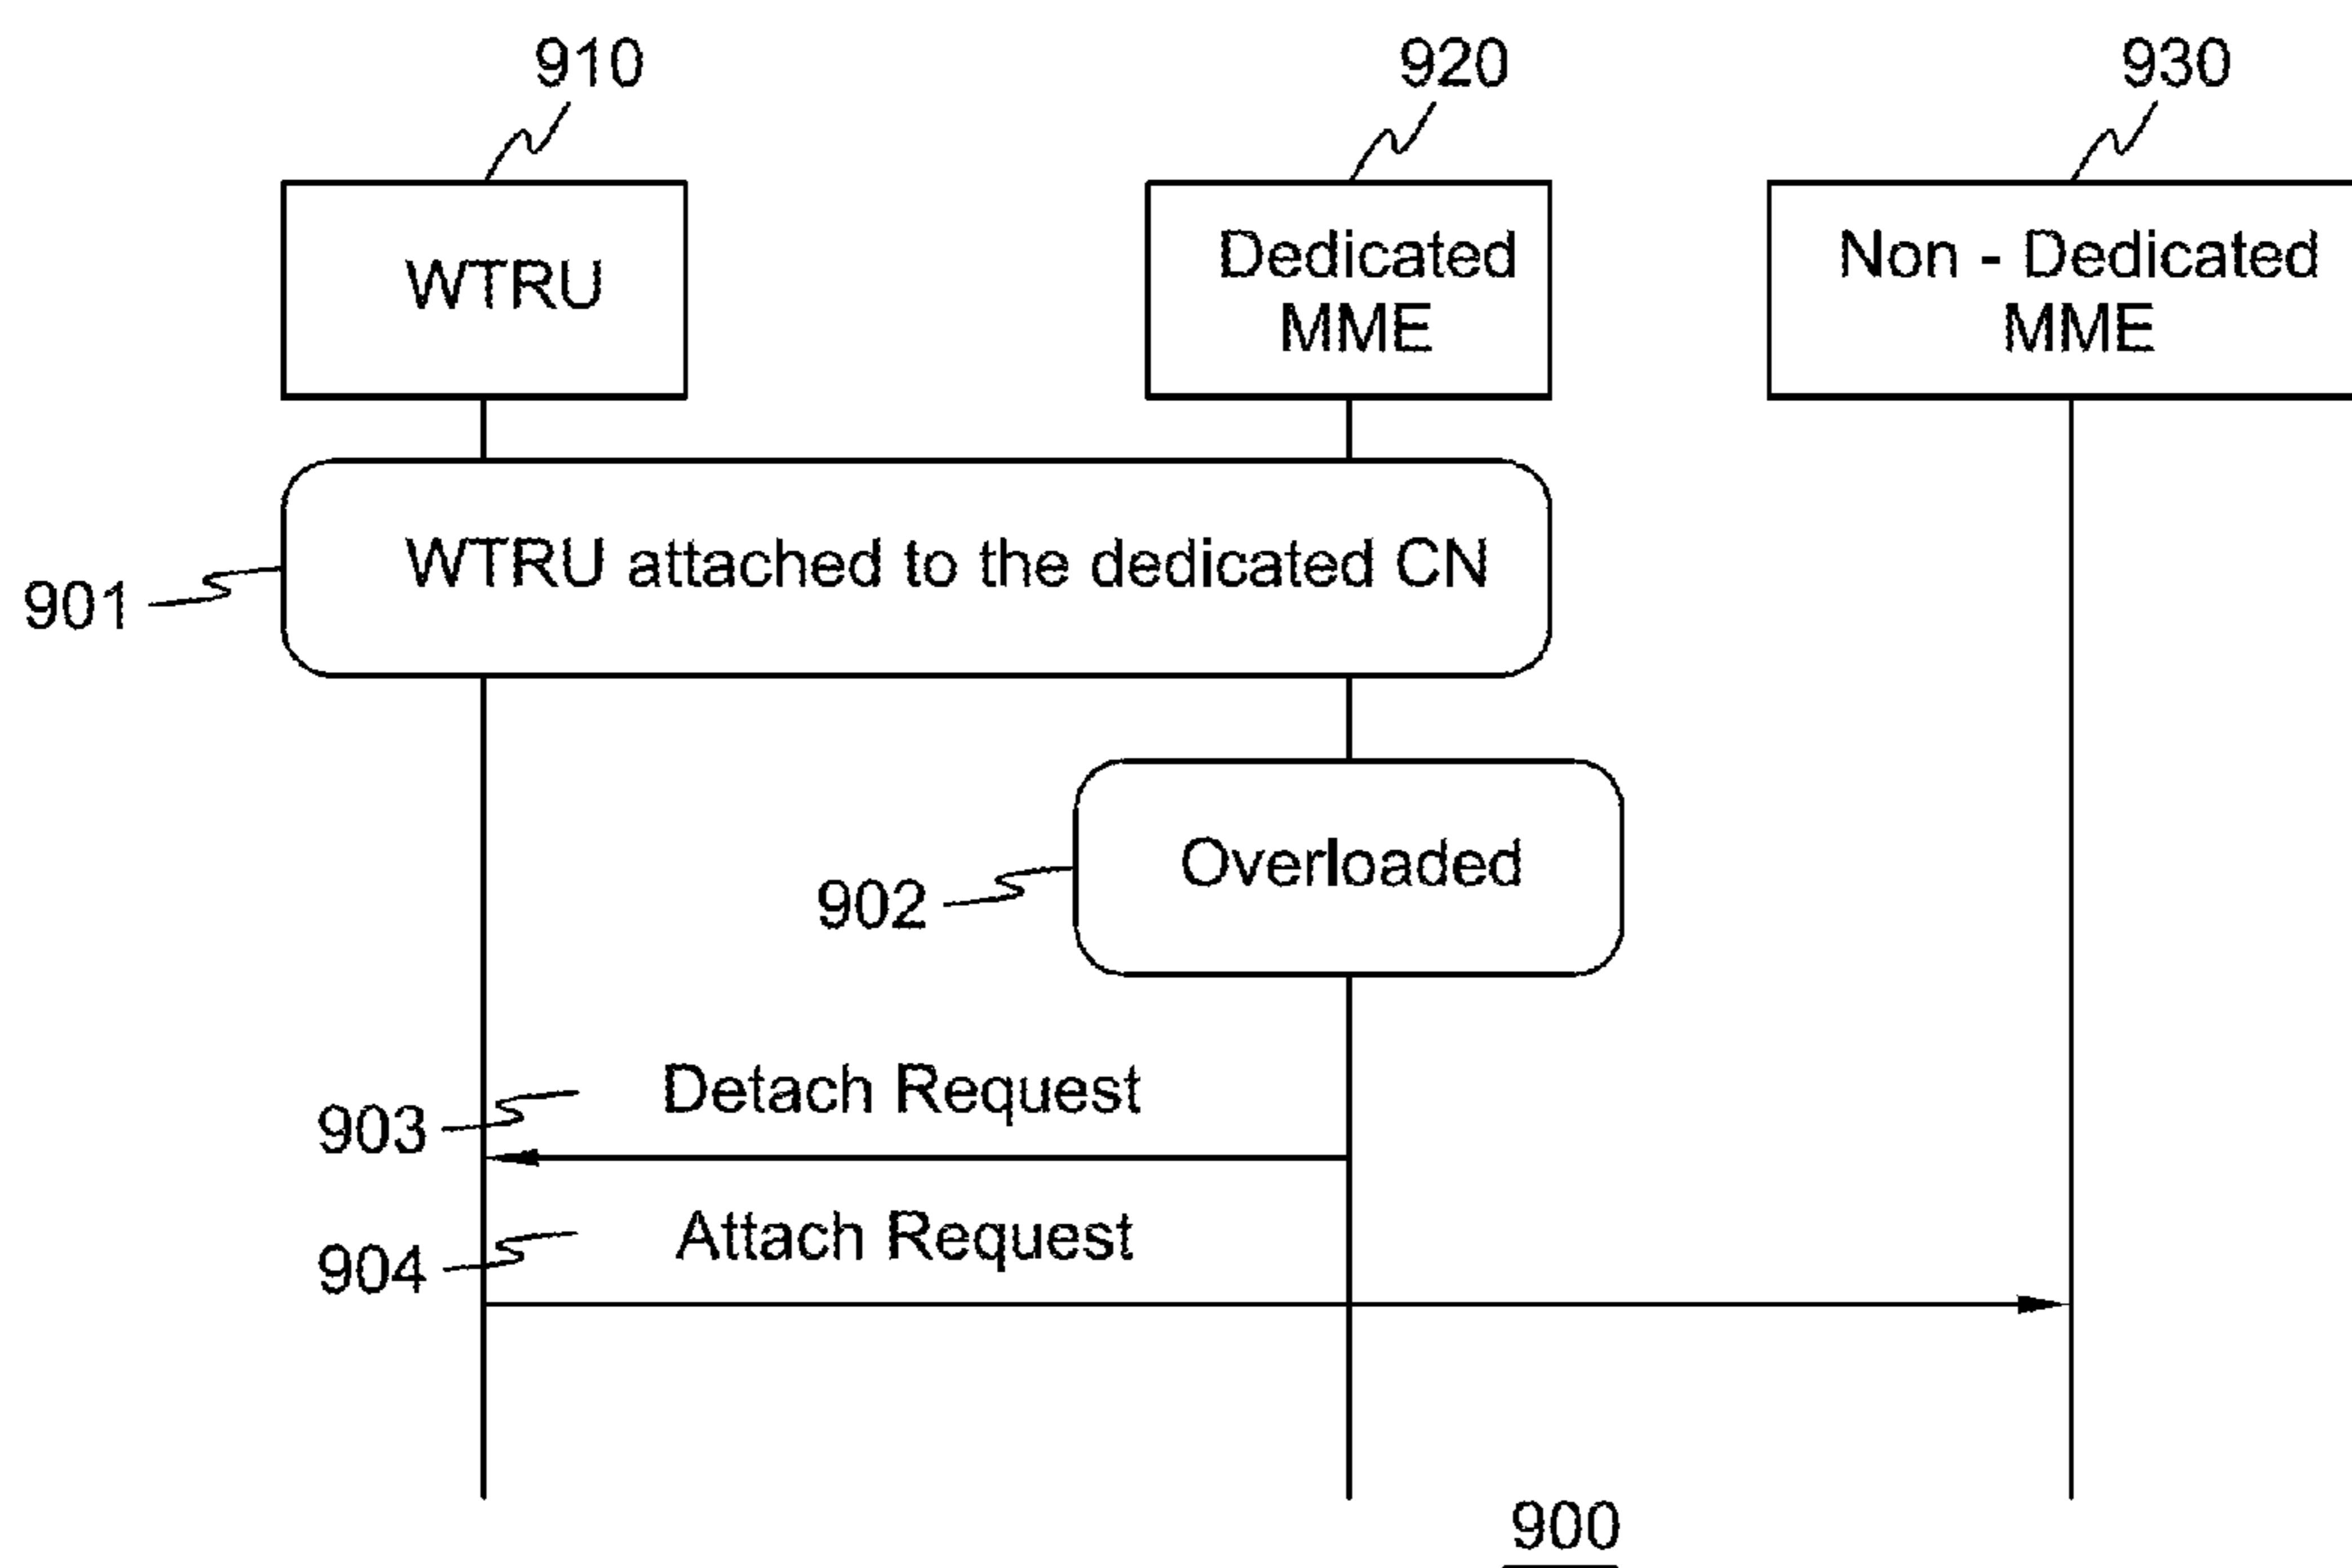 910
920
930
WTRU
Dedicated
MME
Non - Dedicated
MME
WTRU attached to the dedicated CN
901
Overloaded
902
Detach Request
903
Attach Request
904
900